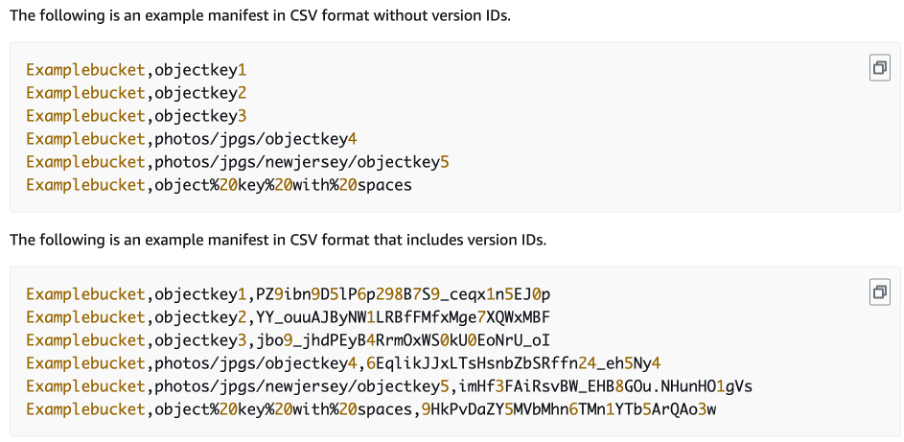 The following is an example manifest in CSV format without version IDs.
Examplebucket,objectkey1
Examplebucket,objectkey2
Examplebucket,objectkey3
Examplebucket,photos/jpgs/objectkey4
Examplebucket,photos/jpgs/newjersey/objectkey5
Examplebucket,object%20key%20with%20spaces
The following is an example manifest in CSV format that includes version IDs.
Examplebucket,objectkey1,PZ9ibn9D5lP6p298B7S9_ceqx1n5EJ0p
Examplebucket,objectkey2,YY_ouuAJByNW1LRBfFMfxMge7XQWxMBF
Examplebucket,objectkey3,jbo9_jhdPEyB4RrmOxWS0kU0EoNrU_oI
Examplebucket,photos/jpgs/objectkey4,6EqlikJJxLTsHsnbZbSRffn24_eh5Ny4
Examplebucket,photos/jpgs/newjersey/objectkey5,imHf3FAiRsvBW_EHB8GOu.NHunHO1gVs
Examplebucket,object%20key%20with%20spaces,9HkPvDaZY5MVbMhn6TMn1YTb5ArQAo3w